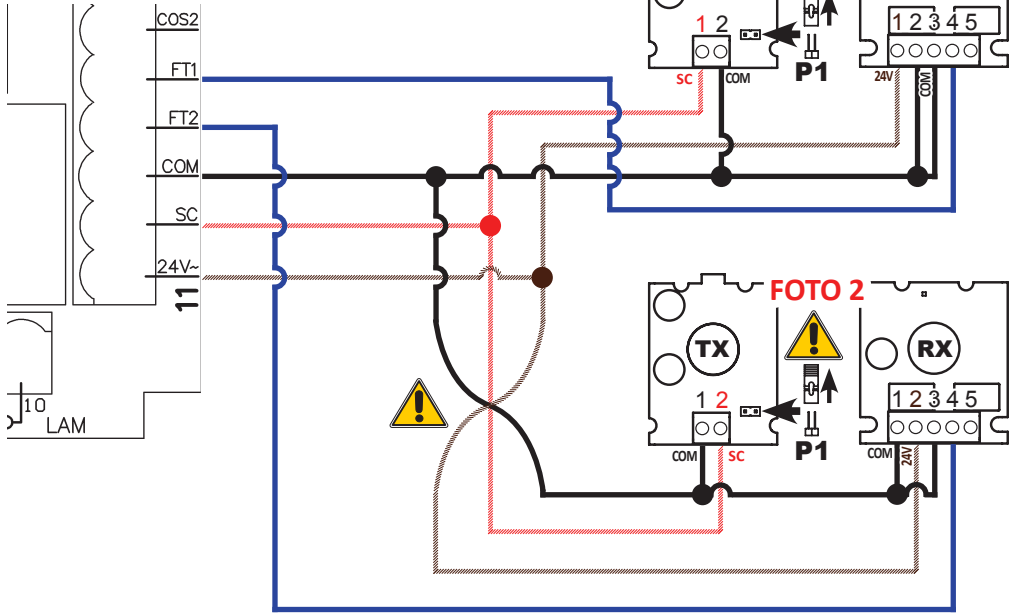 COS2
FT1
FT2
COM
SC
24V~
11
10
LAM
1 2
P1
SC
COM
1 2 3 4 5
24V
COM
FOTO 2
TX
RX
1 2
P1
COM
SC
1 2 3 4 5
COM
24V